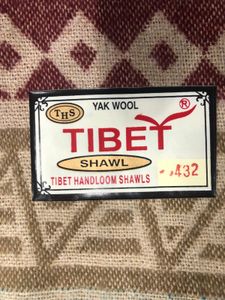 THS
YAK WOOL
TIBET ®
SHAWL
432
TIBET HANDLOOM SHAWLS